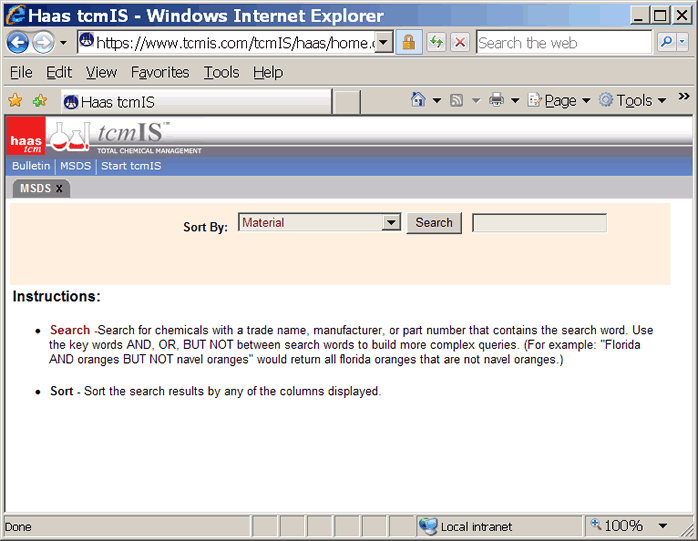 Haas tcmIS - Windows Internet Explorer
https://www.tcmis.com/tcmIS/haas/home.
Search the web
File Edit View Favorites Tools Help
Haas tcmIS
Page Tools
haas tcm
tcmIS™
TOTAL CHEMICAL MANAGEMENT
Bulletin MSDS Start tcmIS
MSDS x
Sort By: Material Search
Instructions:
• Search -Search for chemicals with a trade name, manufacturer, or part number that contains the search word. Use
the key words AND, OR, BUT NOT between search words to build more complex queries. (For example: "Florida
AND oranges BUT NOT navel oranges" would return all florida oranges that are not navel oranges.)
• Sort - Sort the search results by any of the columns displayed.
Done Local intranet 100%